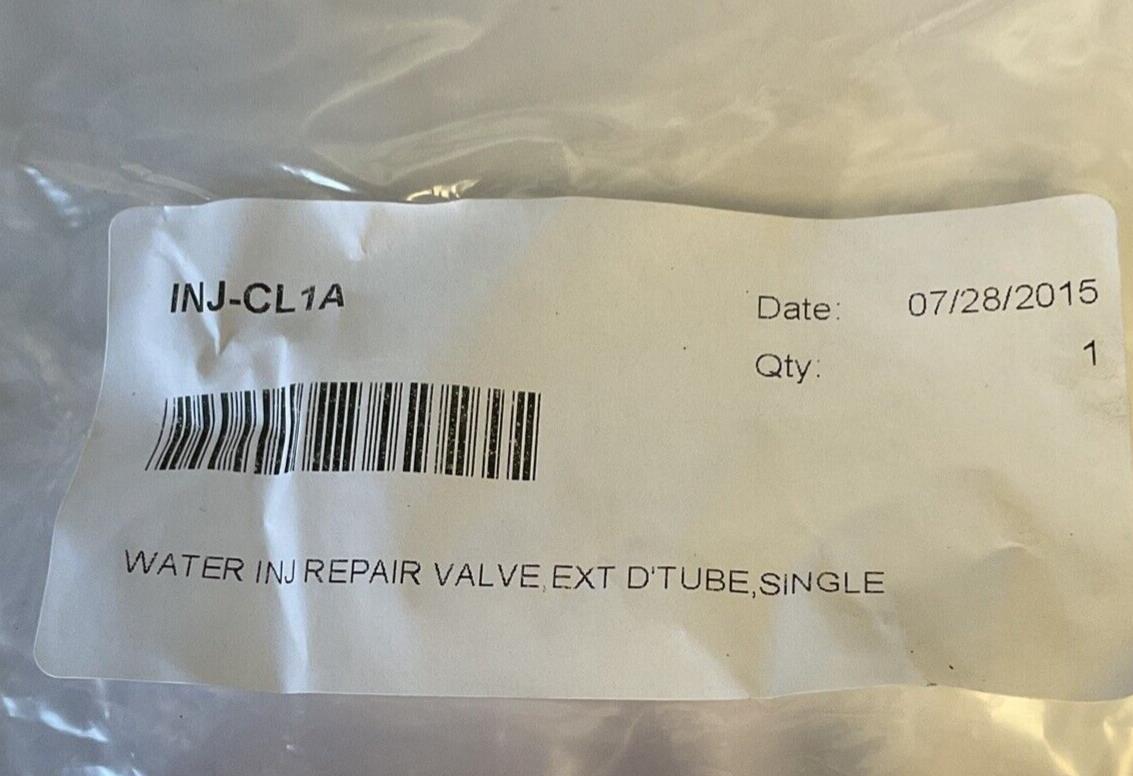 INJ-CL1A
Date: 07/28/2015
Qty: 1
WATER INJ REPAIR VALVE,EXT D'TUBE,SINGLE